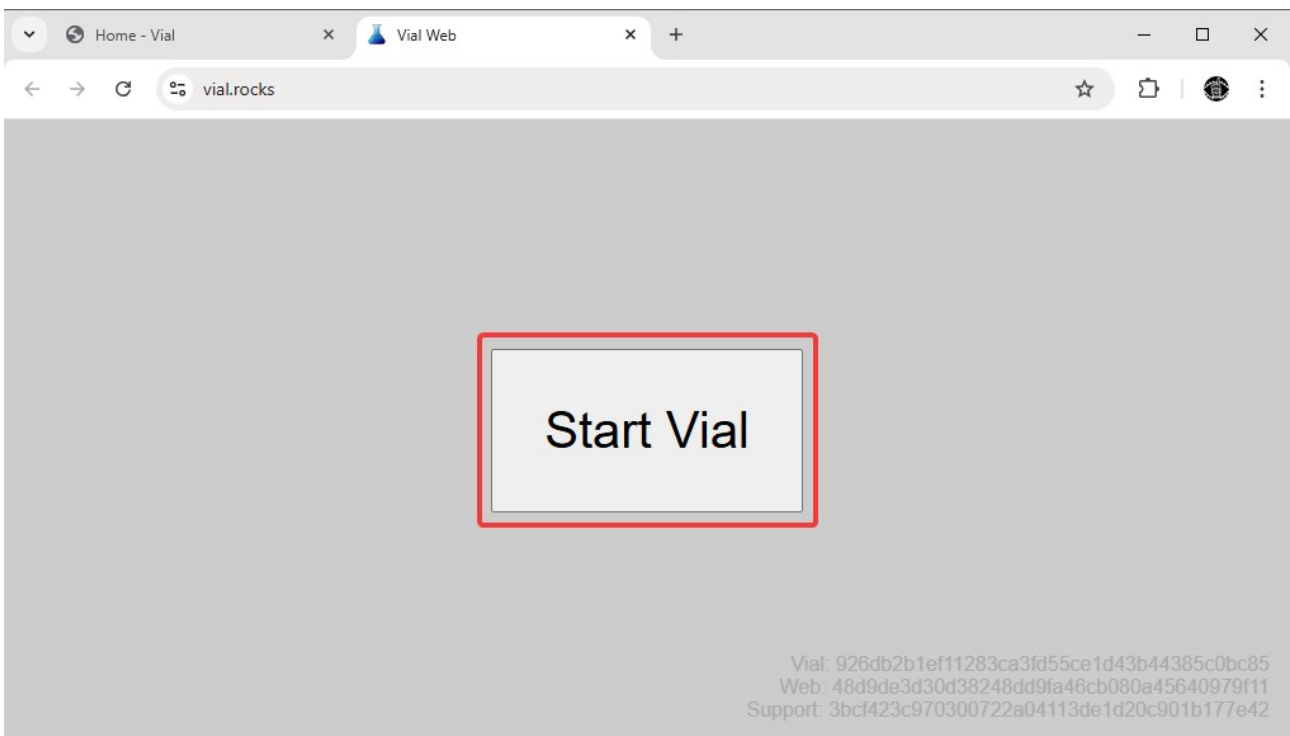 Home - Vial
Vial Web
vial.rocks
Start Vial
Vial: 926db2b1ef11283ca3fd55ce1d43b44385c0bc85
Web: 48d9de3d30d38248dd9fa46cb080a45640979f11
Support: 3bcf423c970300722a04113de1d20c901b177e42